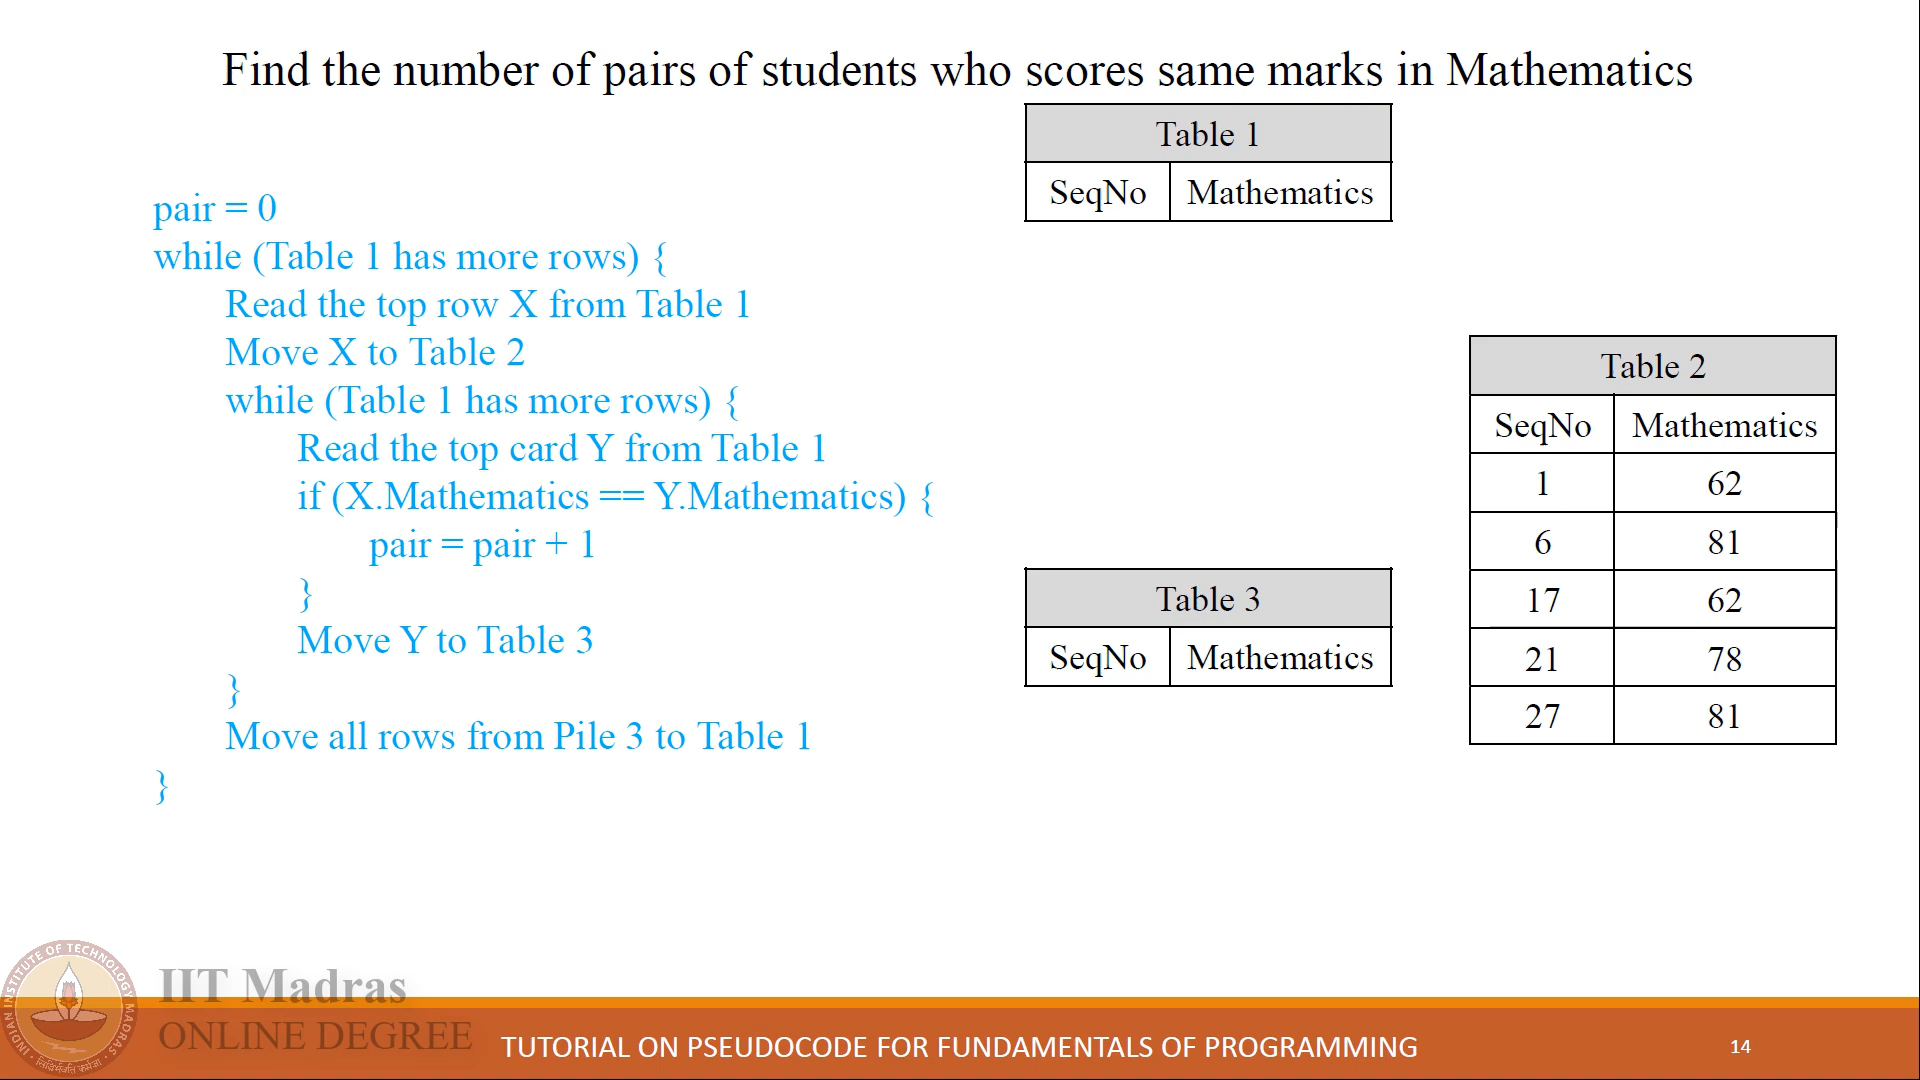 Find the number of pairs of students who scores same marks in Mathematics
pair = 0
while (Table 1 has more rows) {
Read the top row X from Table 1
Move X to Table 2
while (Table 1 has more rows) {
Read the top card Y from Table 1
if (X.Mathematics == Y.Mathematics) {
pair = pair + 1
}
Move Y to Table 3
}
Move all rows from Pile 3 to Table 1
}
Table 1
SeqNo Mathematics
Table 2
SeqNo Mathematics
1 62
6 81
17 62
21 78
27 81
Table 3
SeqNo Mathematics
INDIAN INSTITUTE OF TECHNOLOGY MADRAS
IIT Madras
ONLINE DEGREE
TUTORIAL ON PSEUDOCODE FOR FUNDAMENTALS OF PROGRAMMING
14